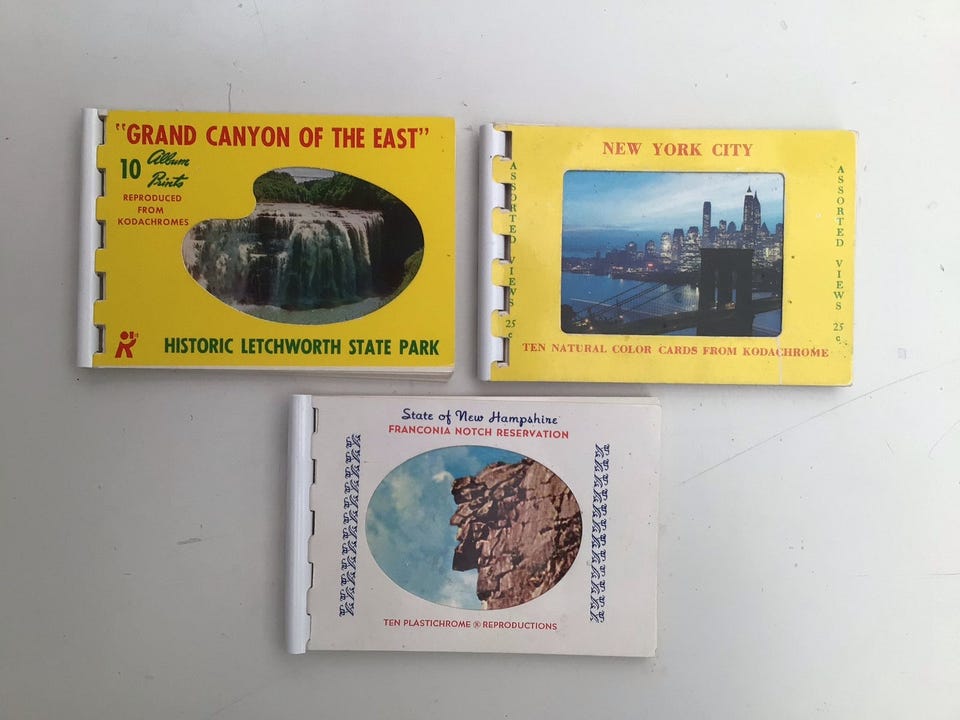 "GRAND CANYON OF THE EAST"
10 Album Prints
REPRODUCED
FROM
KODACHROMES
HISTORIC LETCHWORTH STATE PARK
NEW YORK CITY
ASSORTED VIEWS 25c
ASSORTED VIEWS 25c
TEN NATURAL COLOR CARDS FROM KODACHROME
State of New Hampshire
FRANCONIA NOTCH RESERVATION
TEN PLASTICHROME ® REPRODUCTIONS